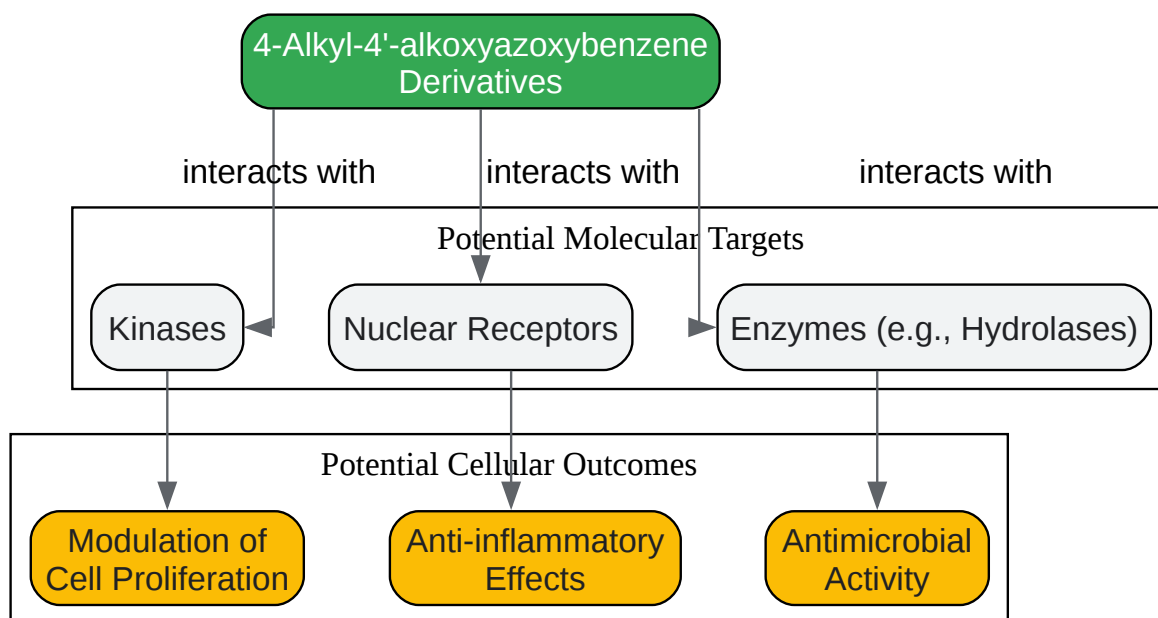 4-Alkyl-4'-alkoxyazoxybenzene
Derivatives
interacts with
interacts with
interacts with
Potential Molecular Targets
Kinases
Nuclear Receptors
Enzymes (e.g., Hydrolases)
Potential Cellular Outcomes
Modulation of
Cell Proliferation
Anti-inflammatory
Effects
Antimicrobial
Activity